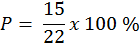 P = 15/22 x 100 %